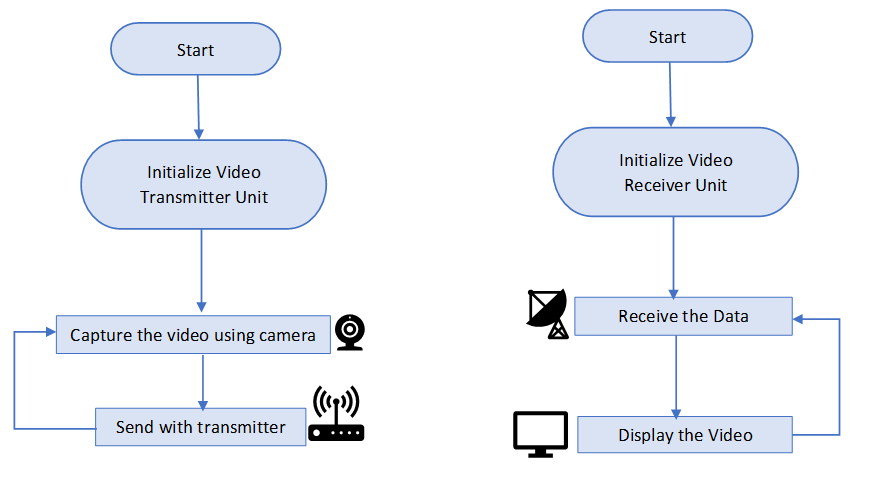 Start
Initialize Video
Transmitter Unit
Capture the video using camera
Send with transmitter
Start
Initialize Video
Receiver Unit
Receive the Data
Display the Video